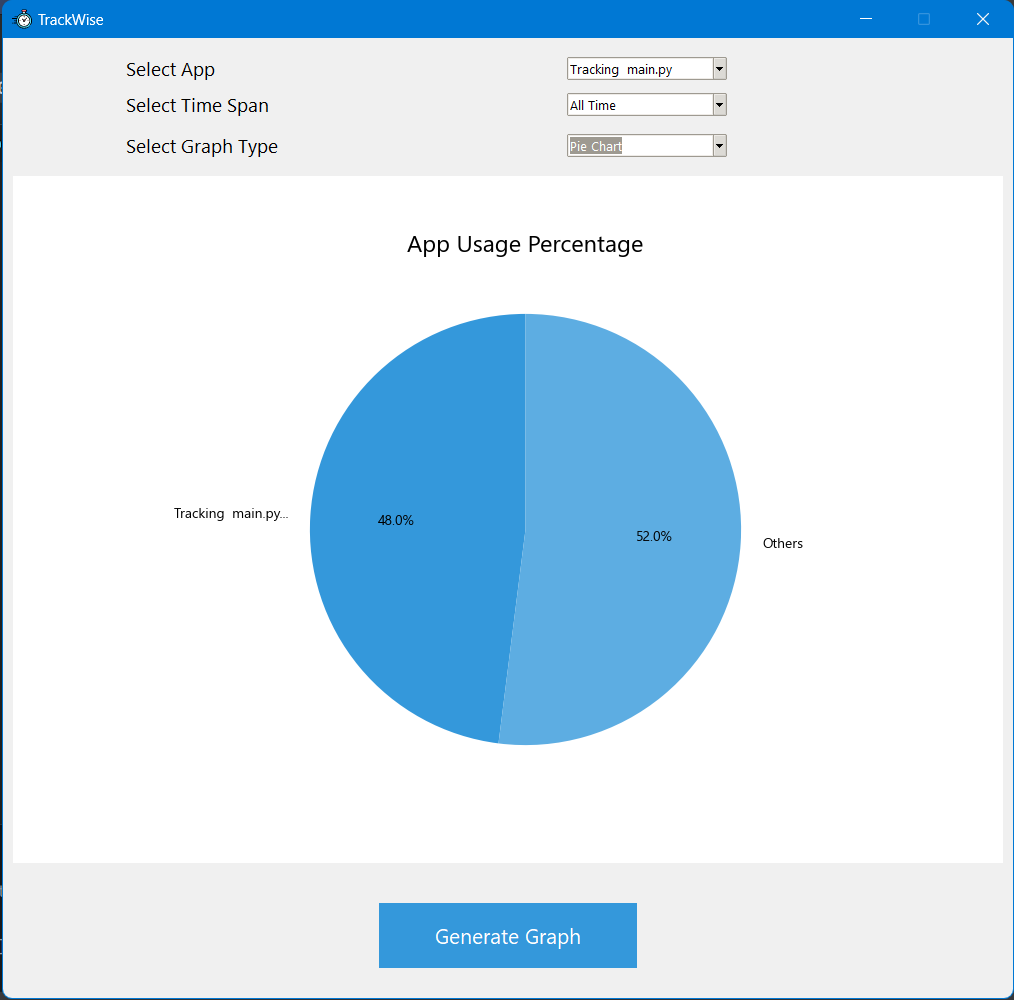 TrackWise
Select App
Tracking  main.py
Select Time Span
All Time
Select Graph Type
Pie Chart
App Usage Percentage
Tracking  main.py...
48.0%
52.0%
Others
Generate Graph